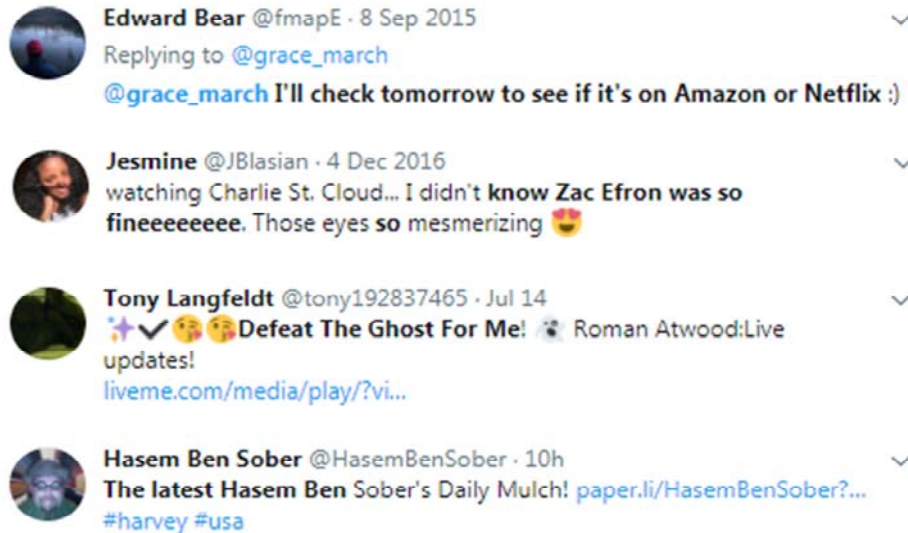 Edward Bear @fmapE · 8 Sep 2015
Replying to @grace_march
@grace_march I'll check tomorrow to see if it's on Amazon or Netflix :)
Jesmine @JBlasian · 4 Dec 2016
watching Charlie St. Cloud... I didn't know Zac Efron was so
fineeeeeeee. Those eyes so mesmerizing 😍
Tony Langfeldt @tony192837465 · Jul 14
✨✔😘😘Defeat The Ghost For Me! 👻 Roman Atwood:Live
updates!
liveme.com/media/play/?vi...
Hasem Ben Sober @HasemBenSober · 10h
The latest Hasem Ben Sober's Daily Mulch! paper.li/HasemBenSober?...
#harvey #usa